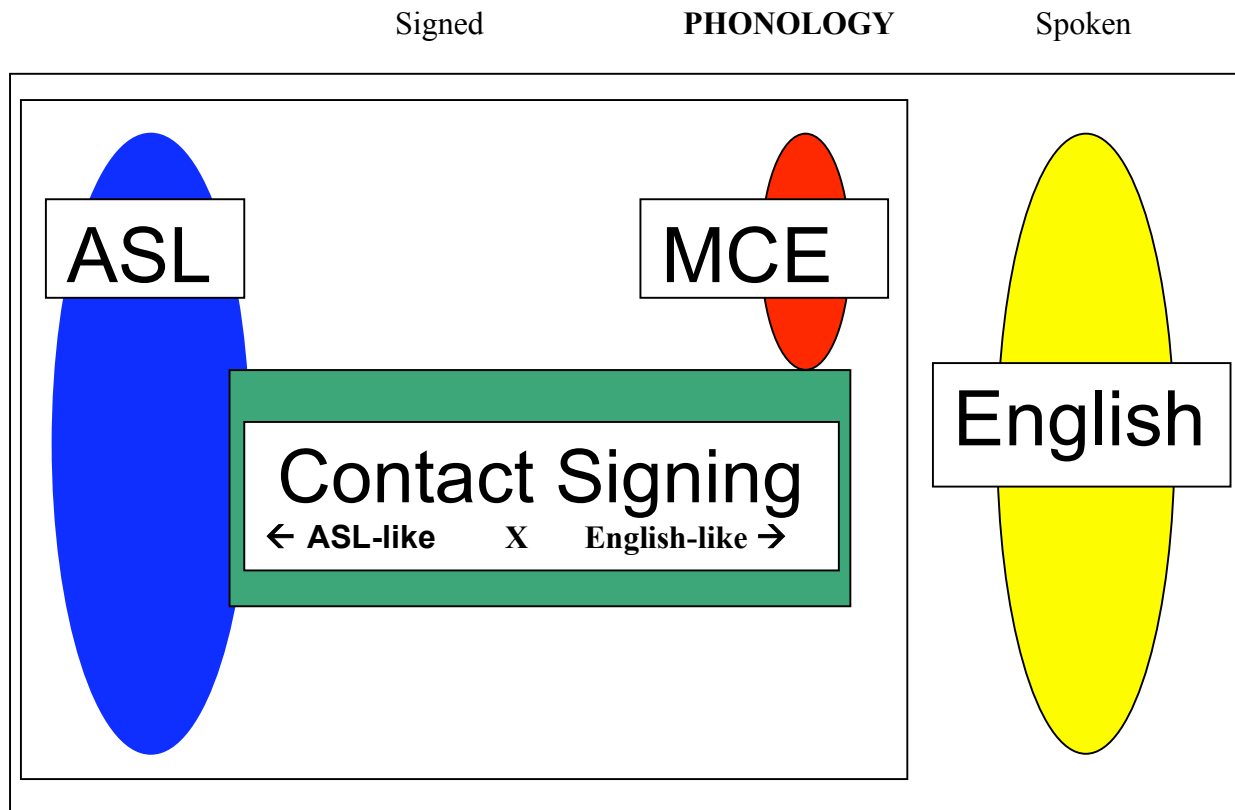 Signed PHONOLOGY Spoken
ASL
MCE
English
Contact Signing
← ASL-like X English-like →